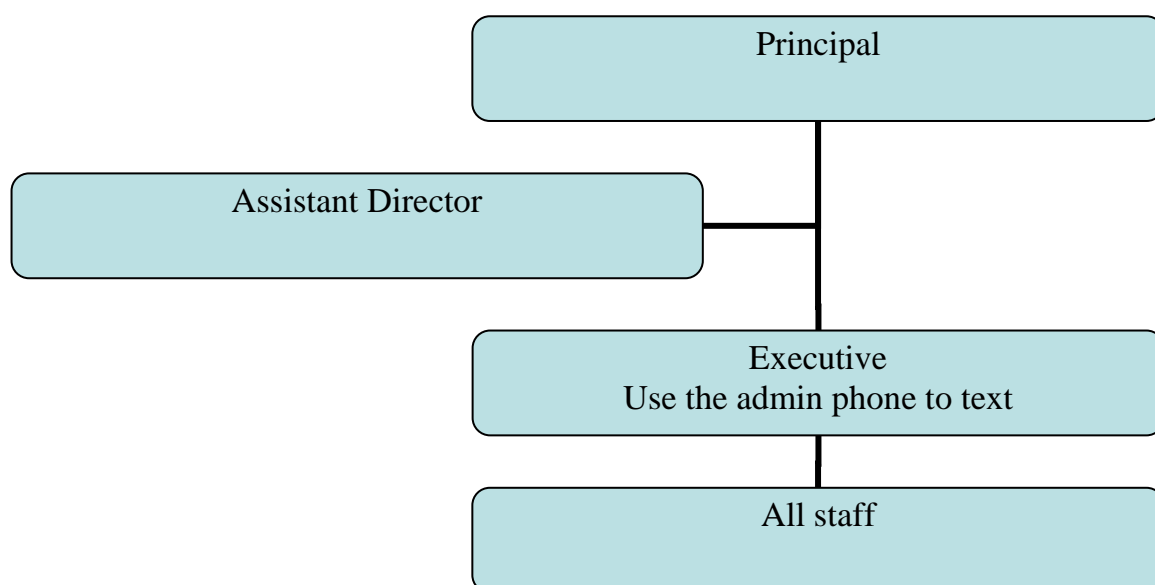 Principal
Assistant Director
Executive
Use the admin phone to text
All staff